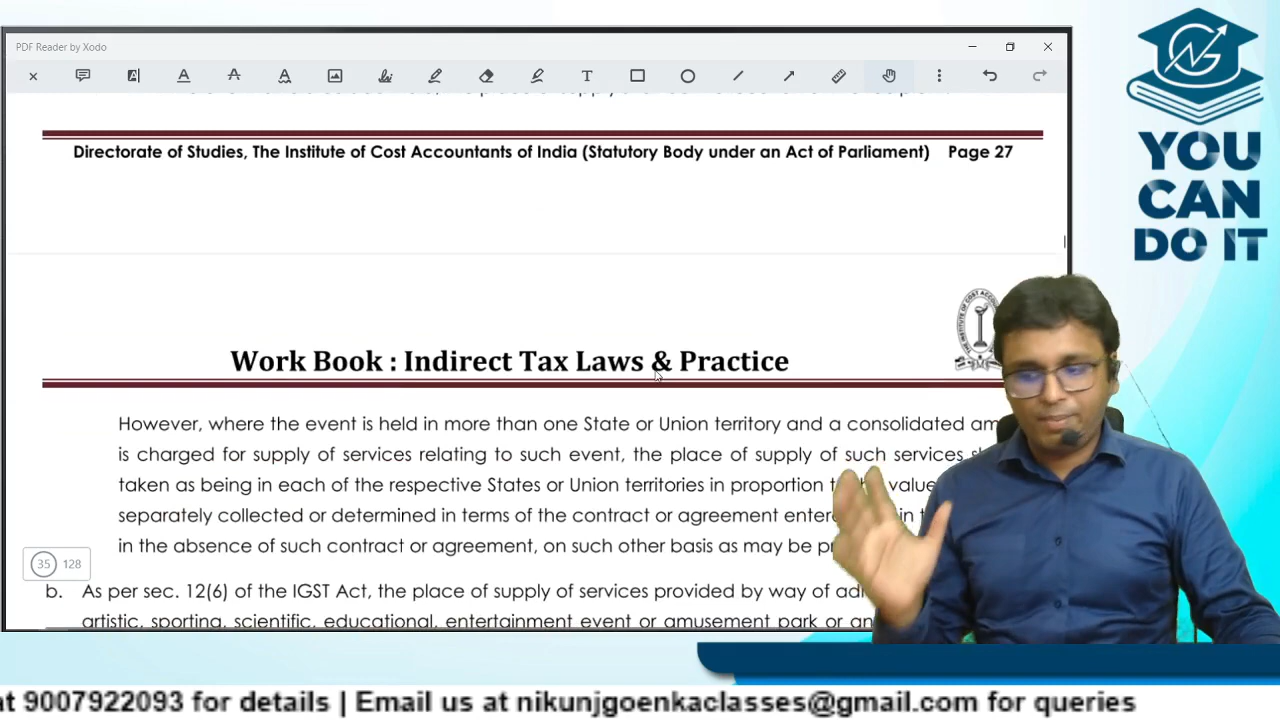 PDF Reader by Xodo
T
Directorate of Studies, The Institute of Cost Accountants of India (Statutory Body under an Act of Parliament) Page 27
Work Book : Indirect Tax Laws & Practice
However, where the event is held in more than one State or Union territory and a consolidated am
is charged for supply of services relating to such event, the place of supply of such services
taken as being in each of the respective States or Union territories in proportion value
separately collected or determined in terms of the contract or agreement entere in
in the absence of such contract or agreement, on such other basis as may be
35 128
b. As per sec. 12(6) of the IGST Act, the place of supply of services provided by way of
artistic, sporting, scientific, educational, entertainment event or amusement park or
YOU
CAN
DO IT
at 9007922093 for details | Email us at nikunjgoenkaclasses@gmail.com for queries